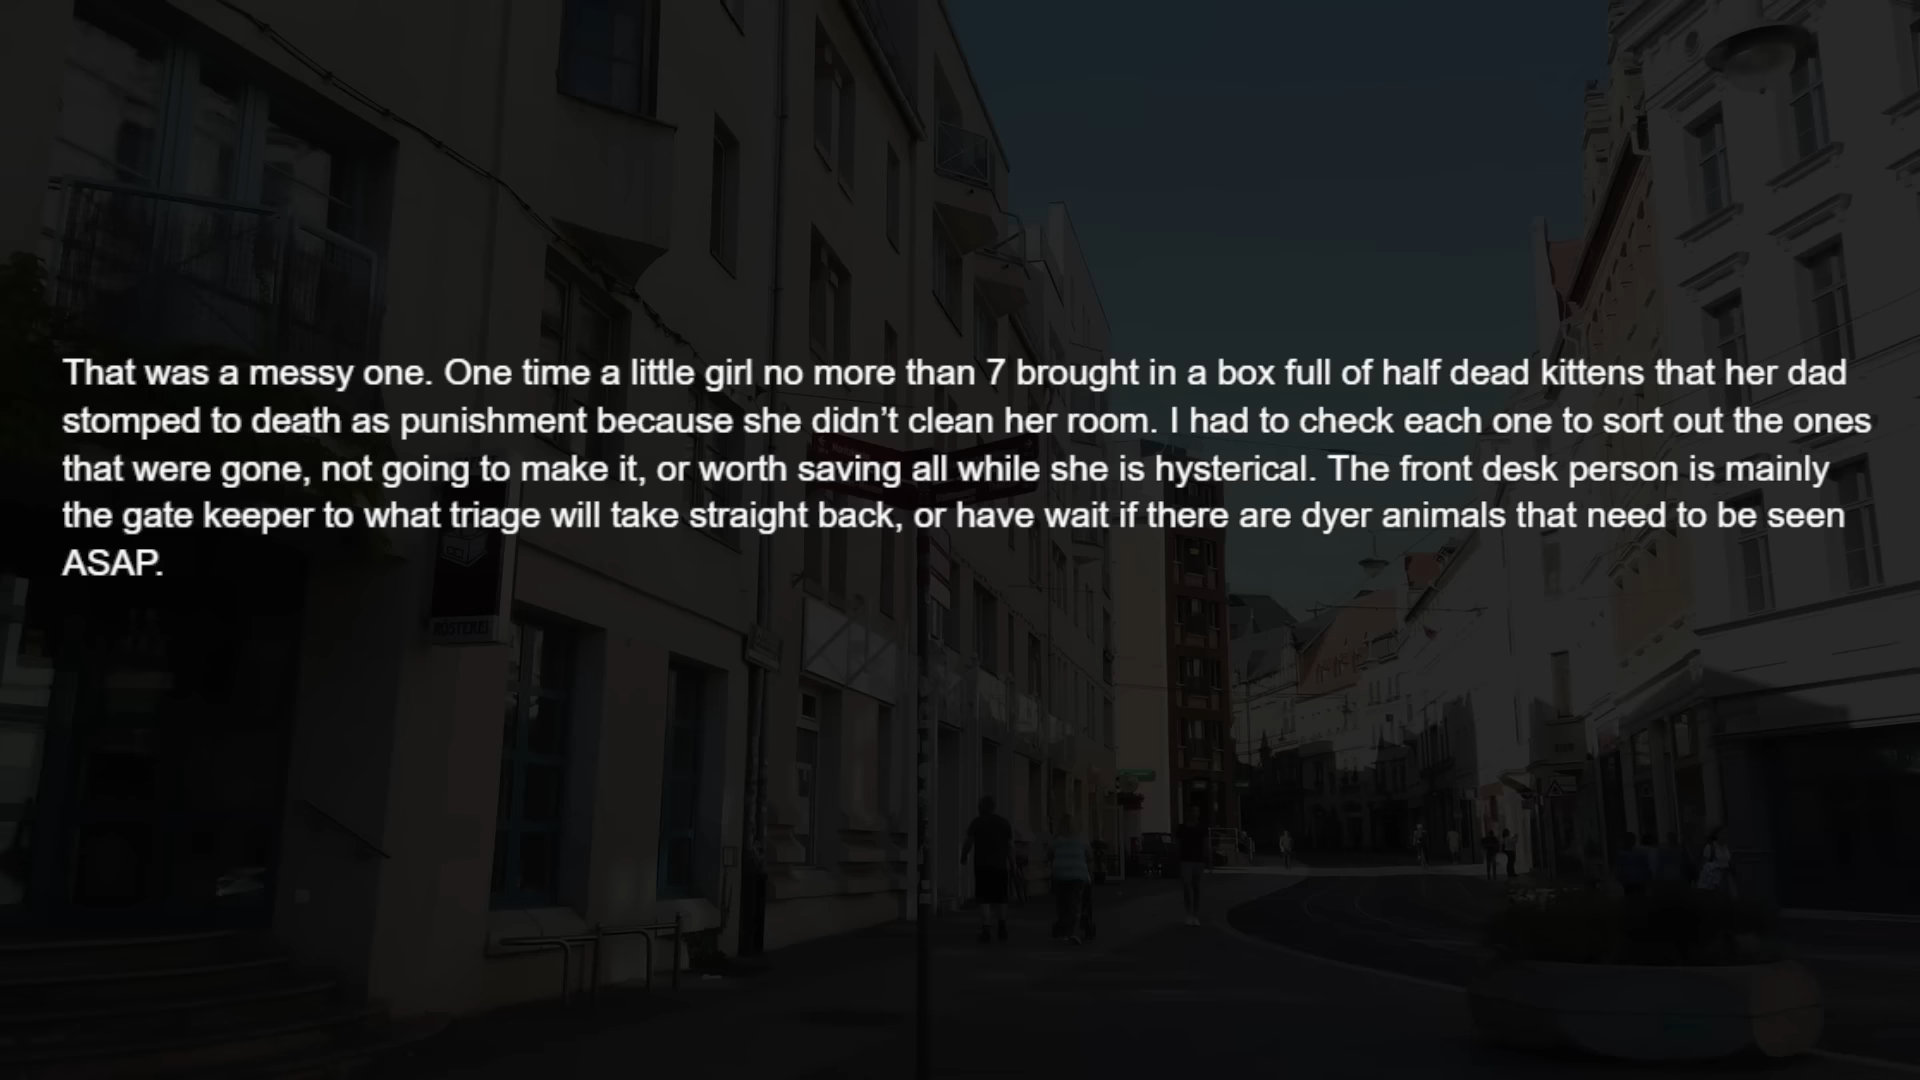 That was a messy one. One time a little girl no more than 7 brought in a box full of half dead kittens that her dad
stomped to death as punishment because she didn’t clean her room. I had to check each one to sort out the ones
that were gone, not going to make it, or worth saving all while she is hysterical. The front desk person is mainly
the gate keeper to what triage will take straight back, or have wait if there are dyer animals that need to be seen
ASAP.
RÖSTEREI